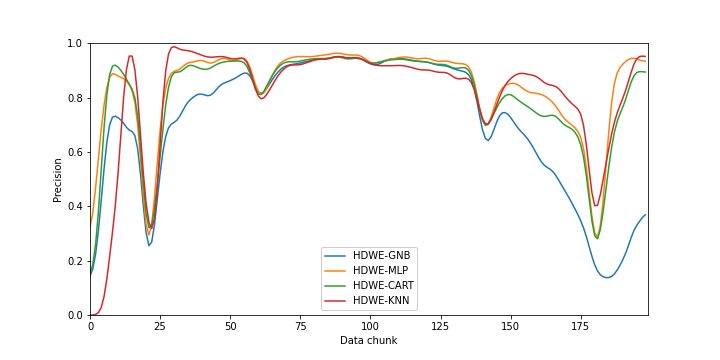 1.0
0.8
0.6
0.4
0.2
0.0
Precision
0 25 50 75 100 125 150 175
Data chunk
HDWE-GNB
HDWE-MLP
HDWE-CART
HDWE-KNN